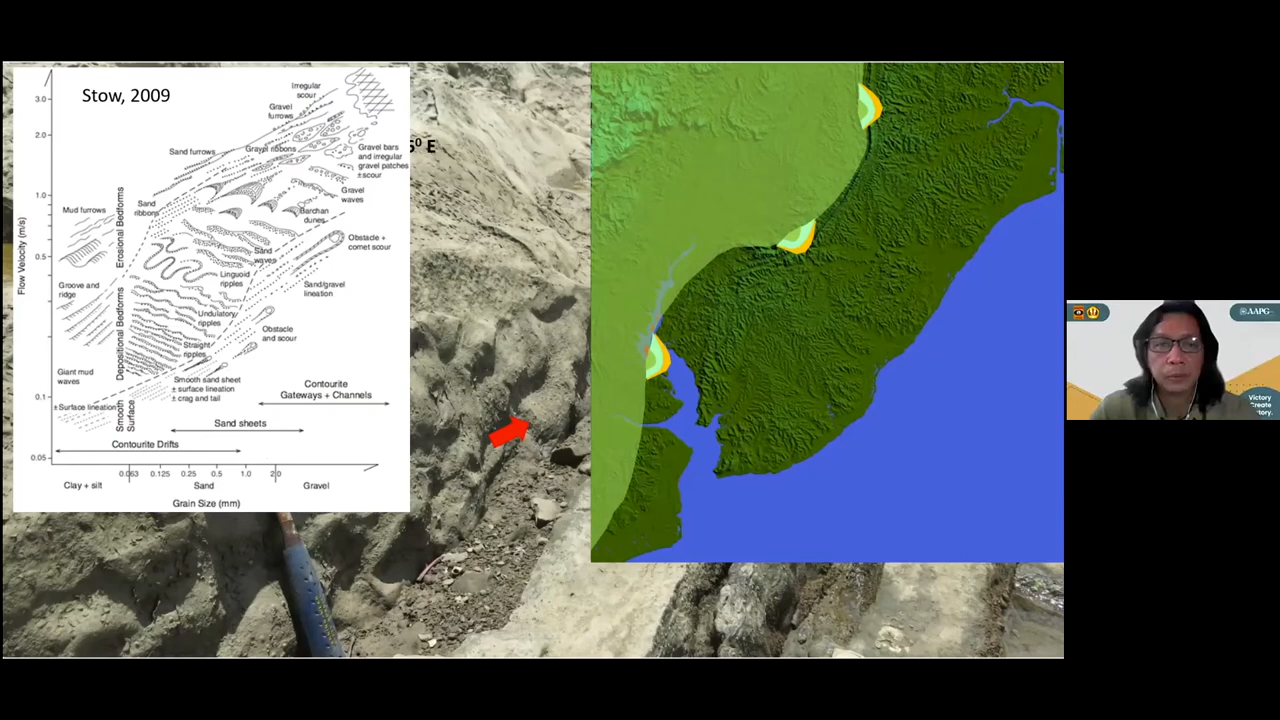 Stow, 2009
5⁰ E
Flow Velocity (m/s)
3.0
2.0
1.0
0.5
0.1
0.05
Irregular
scour
Gravel
furrows
Sand furrows
Gravel ribbons
Gravel bars
and irregular
gravel patches
± scour
Gravel
waves
Mud furrows
Sand
ribbons
Barchan
dunes
Erosional Bedforms
Obstacle +
comet scour
Sand
waves
Linguoid
ripples
Groove and
ridge
Sand/gravel
lineation
Undulatory
ripples
Obstacle
and scour
Depositional Bedforms
Straight
ripples
Giant mud
waves
Smooth sand sheet
± surface lineation
± crag and tail
± Surface lineation
Smooth
Surface
Contourite
Gateways + Channels
Sand sheets
Contourite Drifts
0.063
0.125
0.25
0.5
1.0
2.0
Clay + silt
Sand
Gravel
Grain Size (mm)
AAPG
Victory